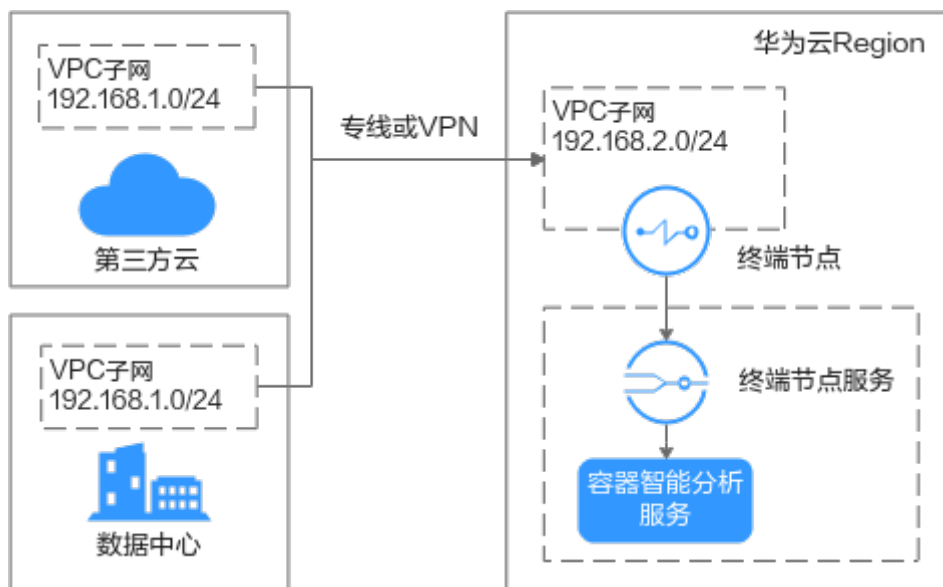 VPC子网
192.168.1.0/24
第三方云
VPC子网
192.168.1.0/24
数据中心
专线或VPN
华为云Region
VPC子网
192.168.2.0/24
终端节点
终端节点服务
容器智能分析
服务